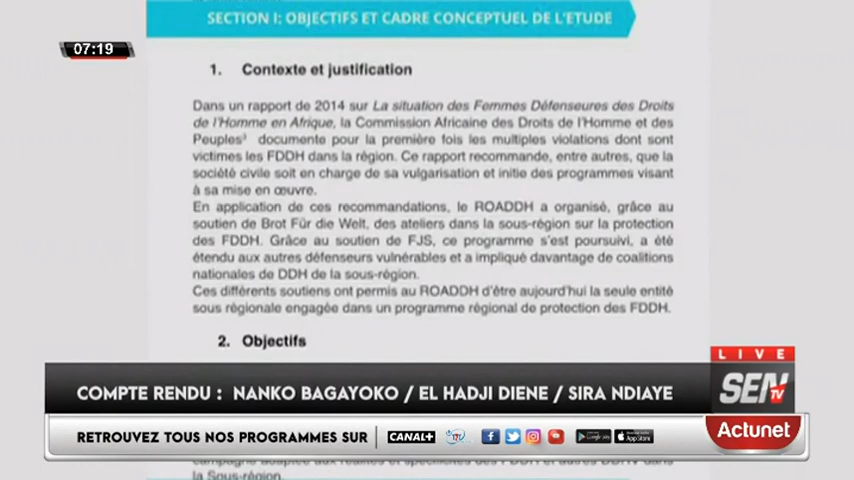 SECTION I: OBJECTIFS ET CADRE CONCEPTUEL DE L'ETUDE
07:19
1. Contexte et justification
Dans un rapport de 2014 sur La situation des Femmes Défenseures des Droits
de l'Homme en Afrique, la Commission Africaine des Droits de l'Homme et des
Peuples³ documente pour la première fois les multiples violations dont sont
victimes les FDDH dans la région. Ce rapport recommande, entre autres, que la
société civile soit en charge de sa vulgarisation et initie des programmes visant
à sa mise en œuvre.
En application de ces recommandations, le ROADDH a organisé, grâce au
soutien de Brot Für die Welt, des ateliers dans la sous-région sur la protection
des FDDH. Grâce au soutien de FJS, ce programme s'est poursuivi, a été
étendu aux autres défenseurs vulnérables et a impliqué davantage de coalitions
nationales de DDH de la sous-région.
Ces différents soutiens ont permis au ROADDH d'être aujourd'hui la seule entité
sous régionale engagée dans un programme régional de protection des FDDH.
2. Objectifs
LIVE
COMPTE RENDU : NANKO BAGAYOKO / EL HADJI DIENE / SIRA NDIAYE
SEN TV
RETROUVEZ TOUS NOS PROGRAMMES SUR
CANAL+
Google play
App Store
Actunet
la Sous-région.